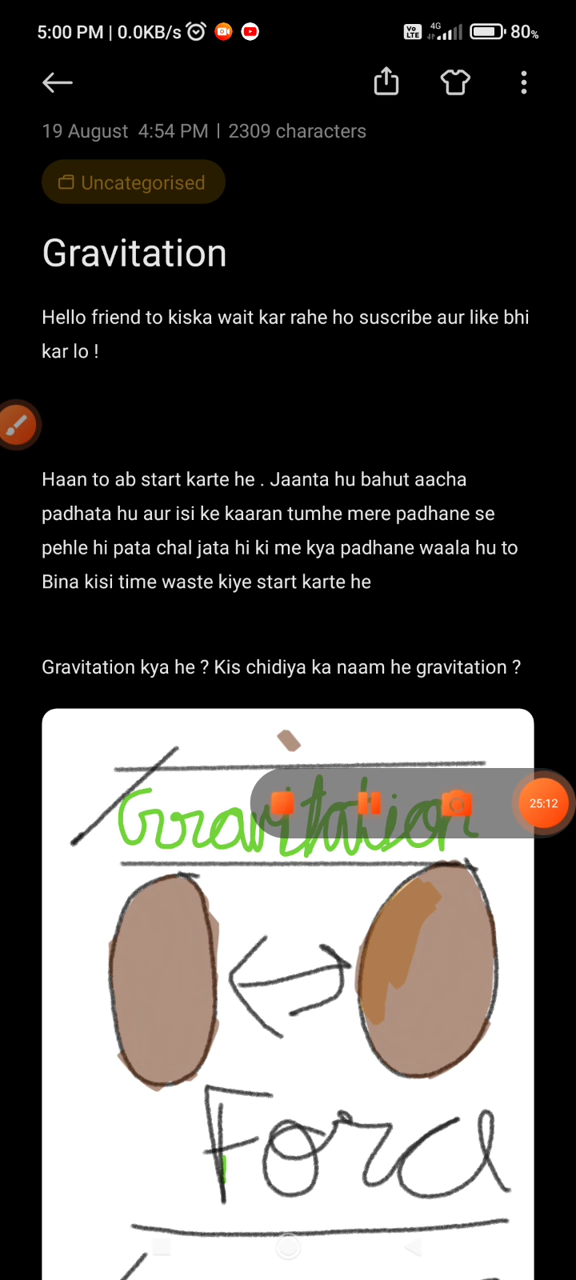 5:00 PM | 0.0KB/s
Vo LTE 4G 80%
19 August 4:54 PM | 2309 characters
Uncategorised
Gravitation
Hello friend to kiska wait kar rahe ho suscribe aur like bhi
kar lo !
Haan to ab start karte he . Jaanta hu bahut aacha
padhata hu aur isi ke kaaran tumhe mere padhane se
pehle hi pata chal jata hi ki me kya padhane waala hu to
Bina kisi time waste kiye start karte he
Gravitation kya he ? Kis chidiya ka naam he gravitation ?
Gravitation
25:12
Force